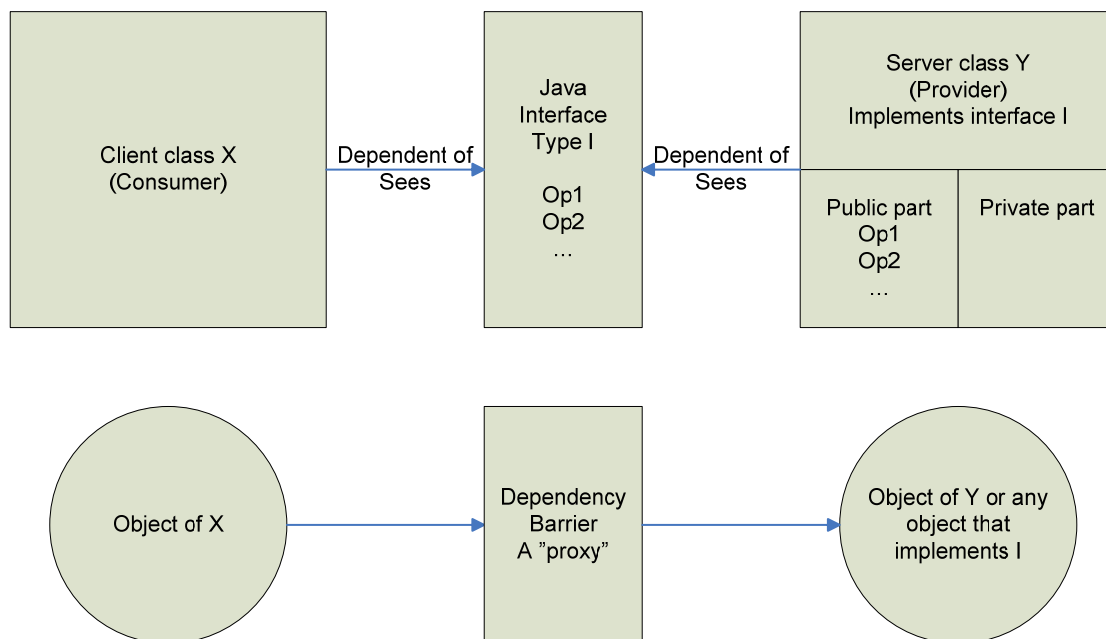 Client class X
(Consumer)
Dependent of
Sees
Java
Interface
Type I
Op1
Op2
…
Dependent of
Sees
Server class Y
(Provider)
Implements interface I
Public part
Op1
Op2
…
Private part
Object of X
Dependency
Barrier
A ”proxy”
Object of Y or any
object that
implements I